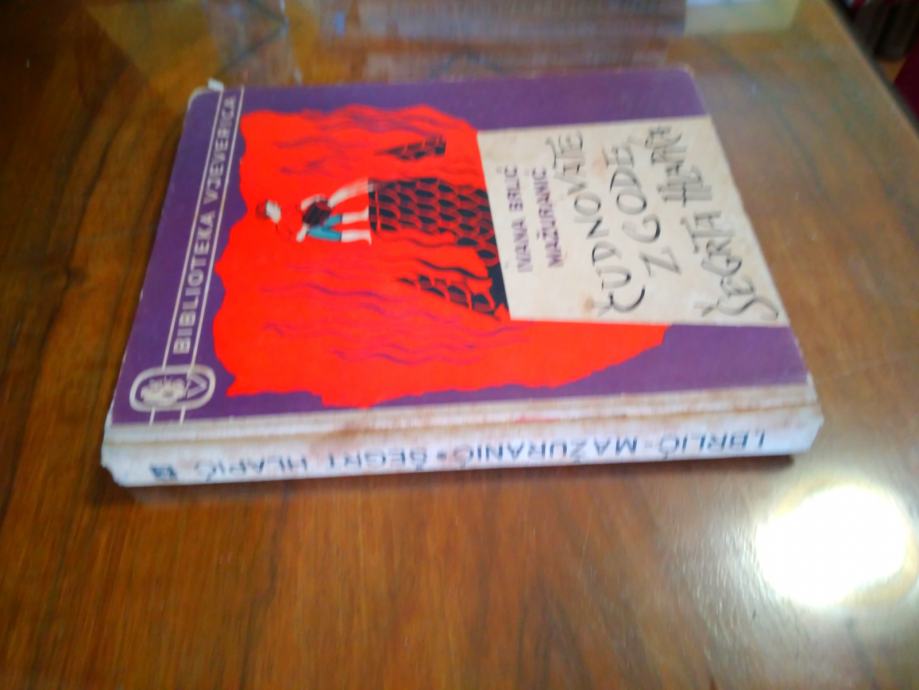 IVANA BRLIĆ
MAŽURANIĆ
ČUDNOVATE
ZGODE
ŠEGRTA HLAPIĆA
BIBLIOTEKA VJEVERICA
I. BRLIĆ-MAŽURANIĆ • ŠEGRT HLAPIĆ